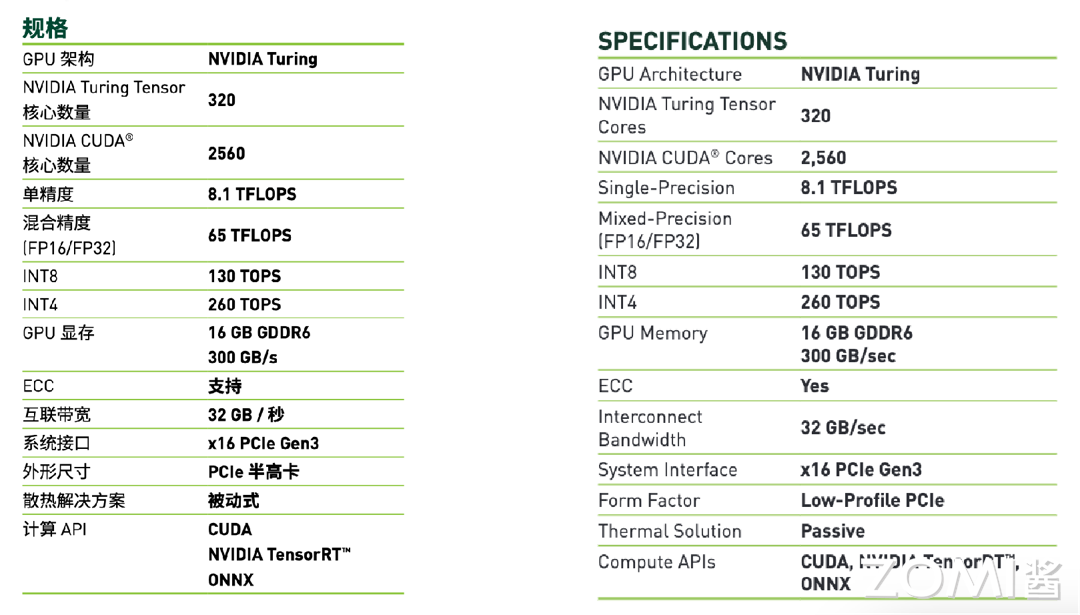 规格
GPU 架构 NVIDIA Turing
NVIDIA Turing Tensor
核心数量 320
NVIDIA CUDA®
核心数量 2560
单精度 8.1 TFLOPS
混合精度
(FP16/FP32) 65 TFLOPS
INT8 130 TOPS
INT4 260 TOPS
GPU 显存 16 GB GDDR6
300 GB/s
ECC 支持
互联带宽 32 GB / 秒
系统接口 x16 PCIe Gen3
外形尺寸 PCIe 半高卡
散热解决方案 被动式
计算 API CUDA
NVIDIA TensorRT™
ONNX
SPECIFICATIONS
GPU Architecture NVIDIA Turing
NVIDIA Turing Tensor
Cores 320
NVIDIA CUDA® Cores 2,560
Single-Precision 8.1 TFLOPS
Mixed-Precision
(FP16/FP32) 65 TFLOPS
INT8 130 TOPS
INT4 260 TOPS
GPU Memory 16 GB GDDR6
300 GB/sec
ECC Yes
Interconnect
Bandwidth 32 GB/sec
System Interface x16 PCIe Gen3
Form Factor Low-Profile PCIe
Thermal Solution Passive
Compute APIs CUDA, NVIDIA TensorRT™,
ONNX
ZOMI酱